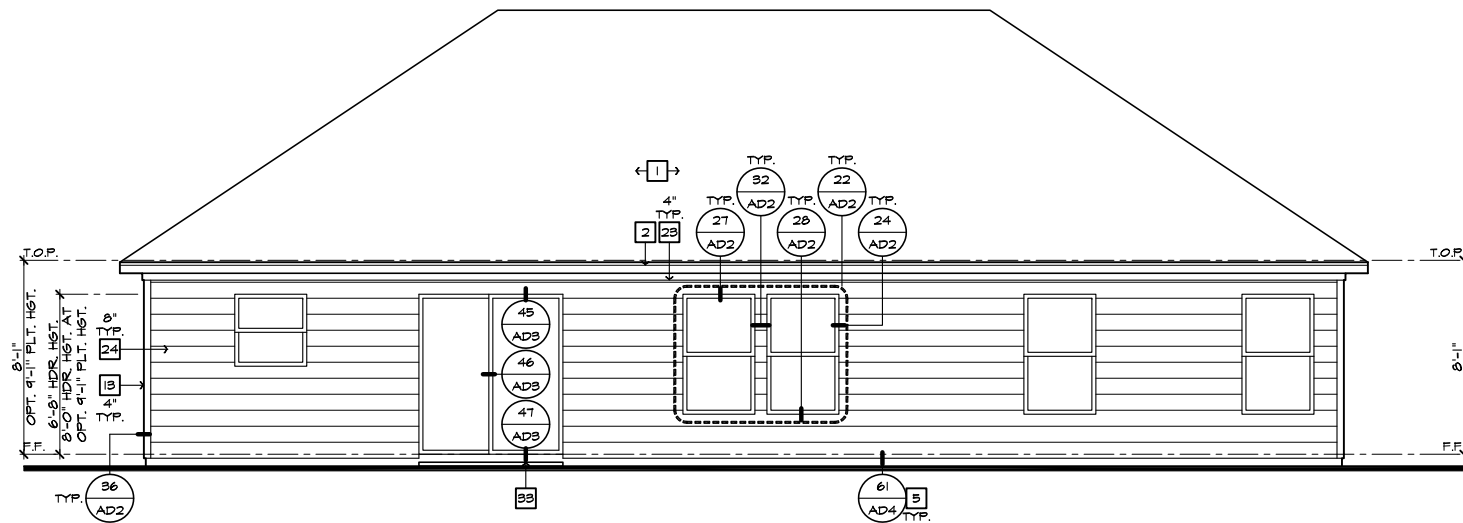 1
TYP.
32
AD2
TYP.
22
AD2
4"
TYP.
2
23
TYP.
27
AD2
TYP.
28
AD2
TYP.
24
AD2
T.O.P.
T.O.P.
8'-1"
OPT. 9'-1" PLT. HGT.
6'-8" HDR. HGT.
8'-0" HDR. HGT. AT
OPT. 9'-1" PLT. HGT.
8"
TYP.
24
13
4"
TYP.
45
AD3
46
AD3
47
AD3
8'-1"
F.F.
F.F.
TYP.
36
AD2
33
61
AD4
5
TYP.